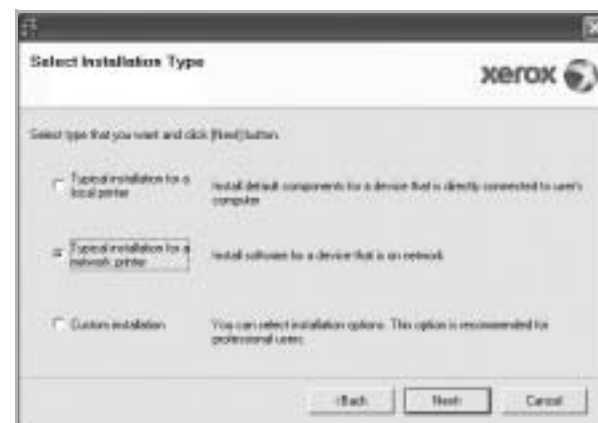 Select Installation Type
xerox
Select type that you want and click [Next] button.
Typical installation for a
local printer
Install default components for a device that is directly connected to user's
computer.
Typical installation for a
network printer
Install software for a device that is on network.
Custom installation
You can select installation options. This option is recommended for
professional users.
< Back
Next >
Cancel